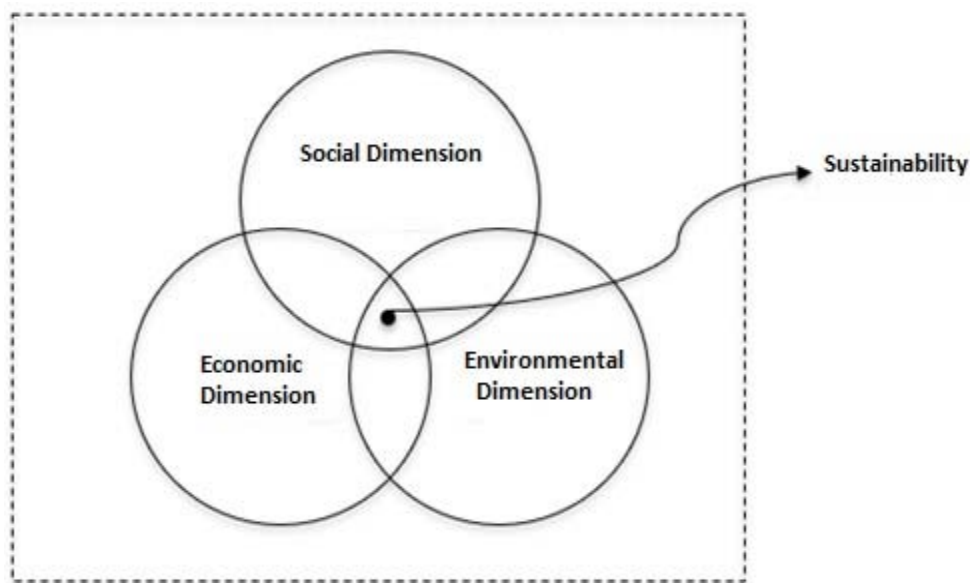 Social Dimension
Sustainability
Economic
Dimension
Environmental
Dimension